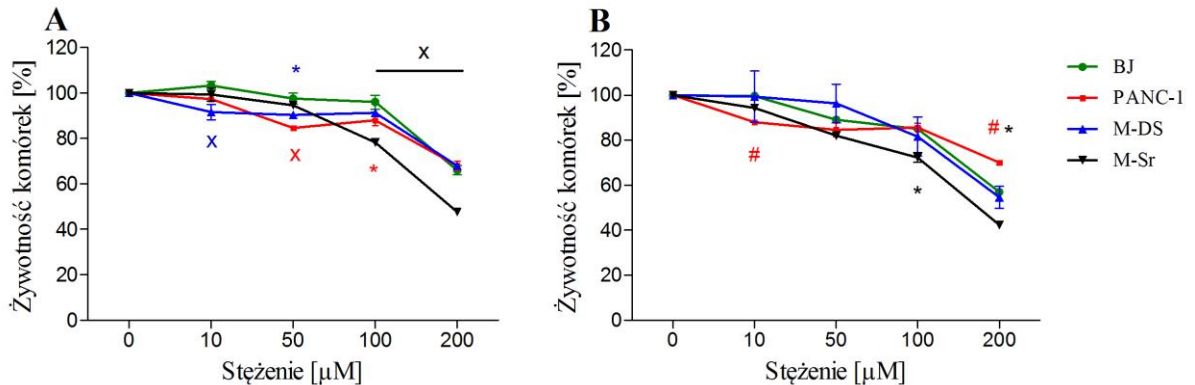 A
Żywotność komórek [%]
120
100
80
60
40
20
0
x
*
x
x
*
0 10 50 100 200
Stężenie [µM]
B
Żywotność komórek [%]
120
100
80
60
40
20
0
# *
#
*
0 10 50 100 200
Stężenie [µM]
BJ
PANC-1
M-DS
M-Sr